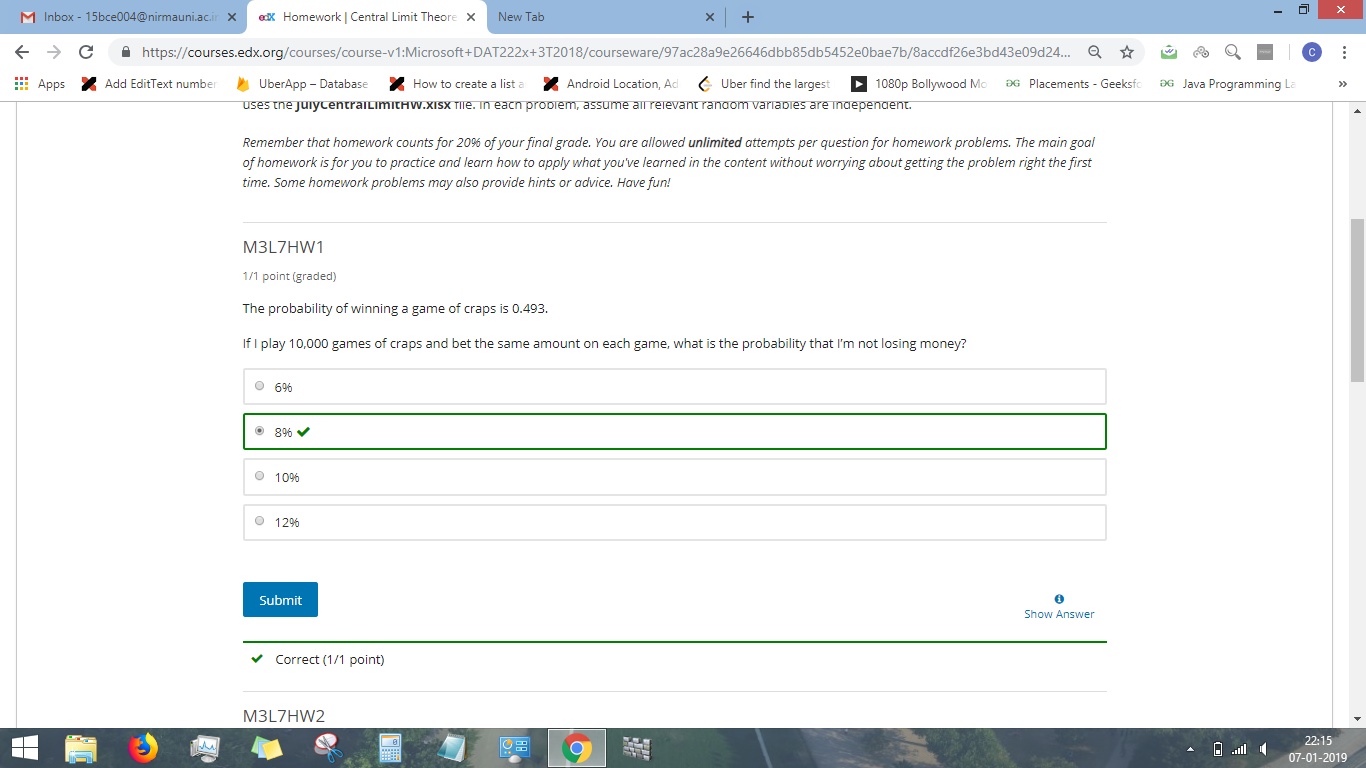 Inbox - 15bce004@nirmauni.ac.in
edX Homework | Central Limit Theore
New Tab
https://courses.edx.org/courses/course-v1:Microsoft+DAT222x+3T2018/courseware/97ac28a9e26646dbb85db5452e0bae7b/8accdf26e3bd43e09d24...
C
Apps
Add EditText number
UberApp – Database
How to create a list a
Android Location, Ad
Uber find the largest
1080p Bollywood Mo
Placements - Geeksfo
Java Programming La
»
uses the JulyCentralLimitHW.xlsx file. In each problem, assume all relevant random variables are independent.
Remember that homework counts for 20% of your final grade. You are allowed unlimited attempts per question for homework problems. The main goal
of homework is for you to practice and learn how to apply what you've learned in the content without worrying about getting the problem right the first
time. Some homework problems may also provide hints or advice. Have fun!
M3L7HW1
1/1 point (graded)
The probability of winning a game of craps is 0.493.
If I play 10,000 games of craps and bet the same amount on each game, what is the probability that I’m not losing money?
6%
8%
10%
12%
Submit
Show Answer
Correct (1/1 point)
M3L7HW2
22:15
07-01-2019